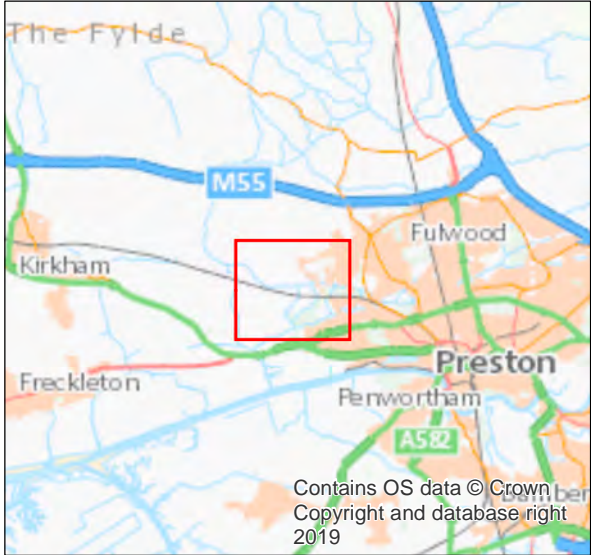 The Fylde
M55
Fulwood
Kirkham
Preston
Freckleton
Penwortham
A582
Contains OS data © Crown
Copyright and database right
2019